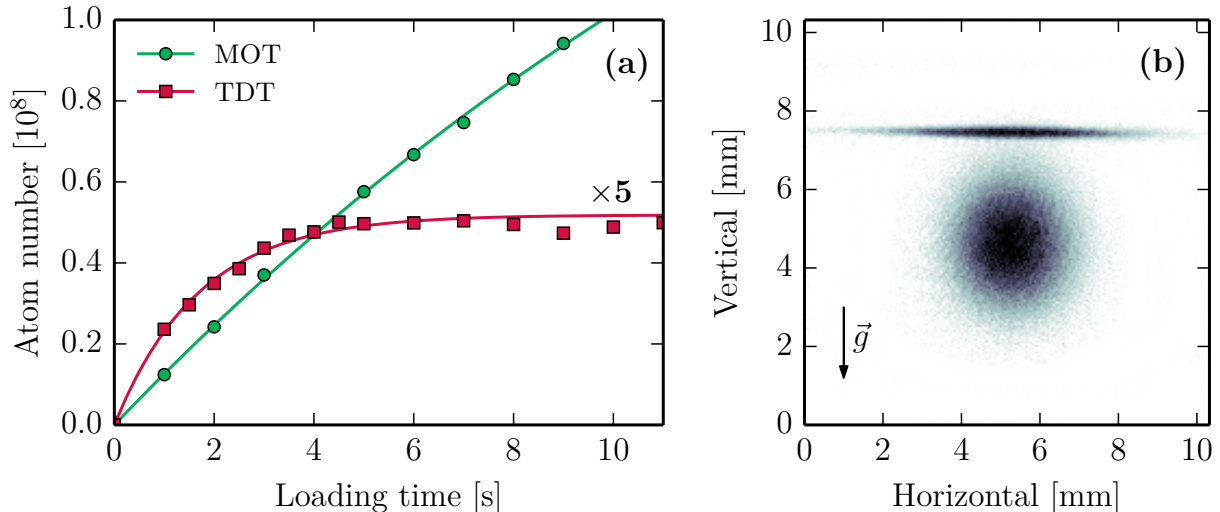 (a)
MOT
TDT
×5
Atom number [10⁸]
1.0
0.8
0.6
0.4
0.2
0.0
0 2 4 6 8 10
Loading time [s]
(b)
Vertical [mm]
10
8
6
4
2
0
g⃗
0 2 4 6 8 10
Horizontal [mm]